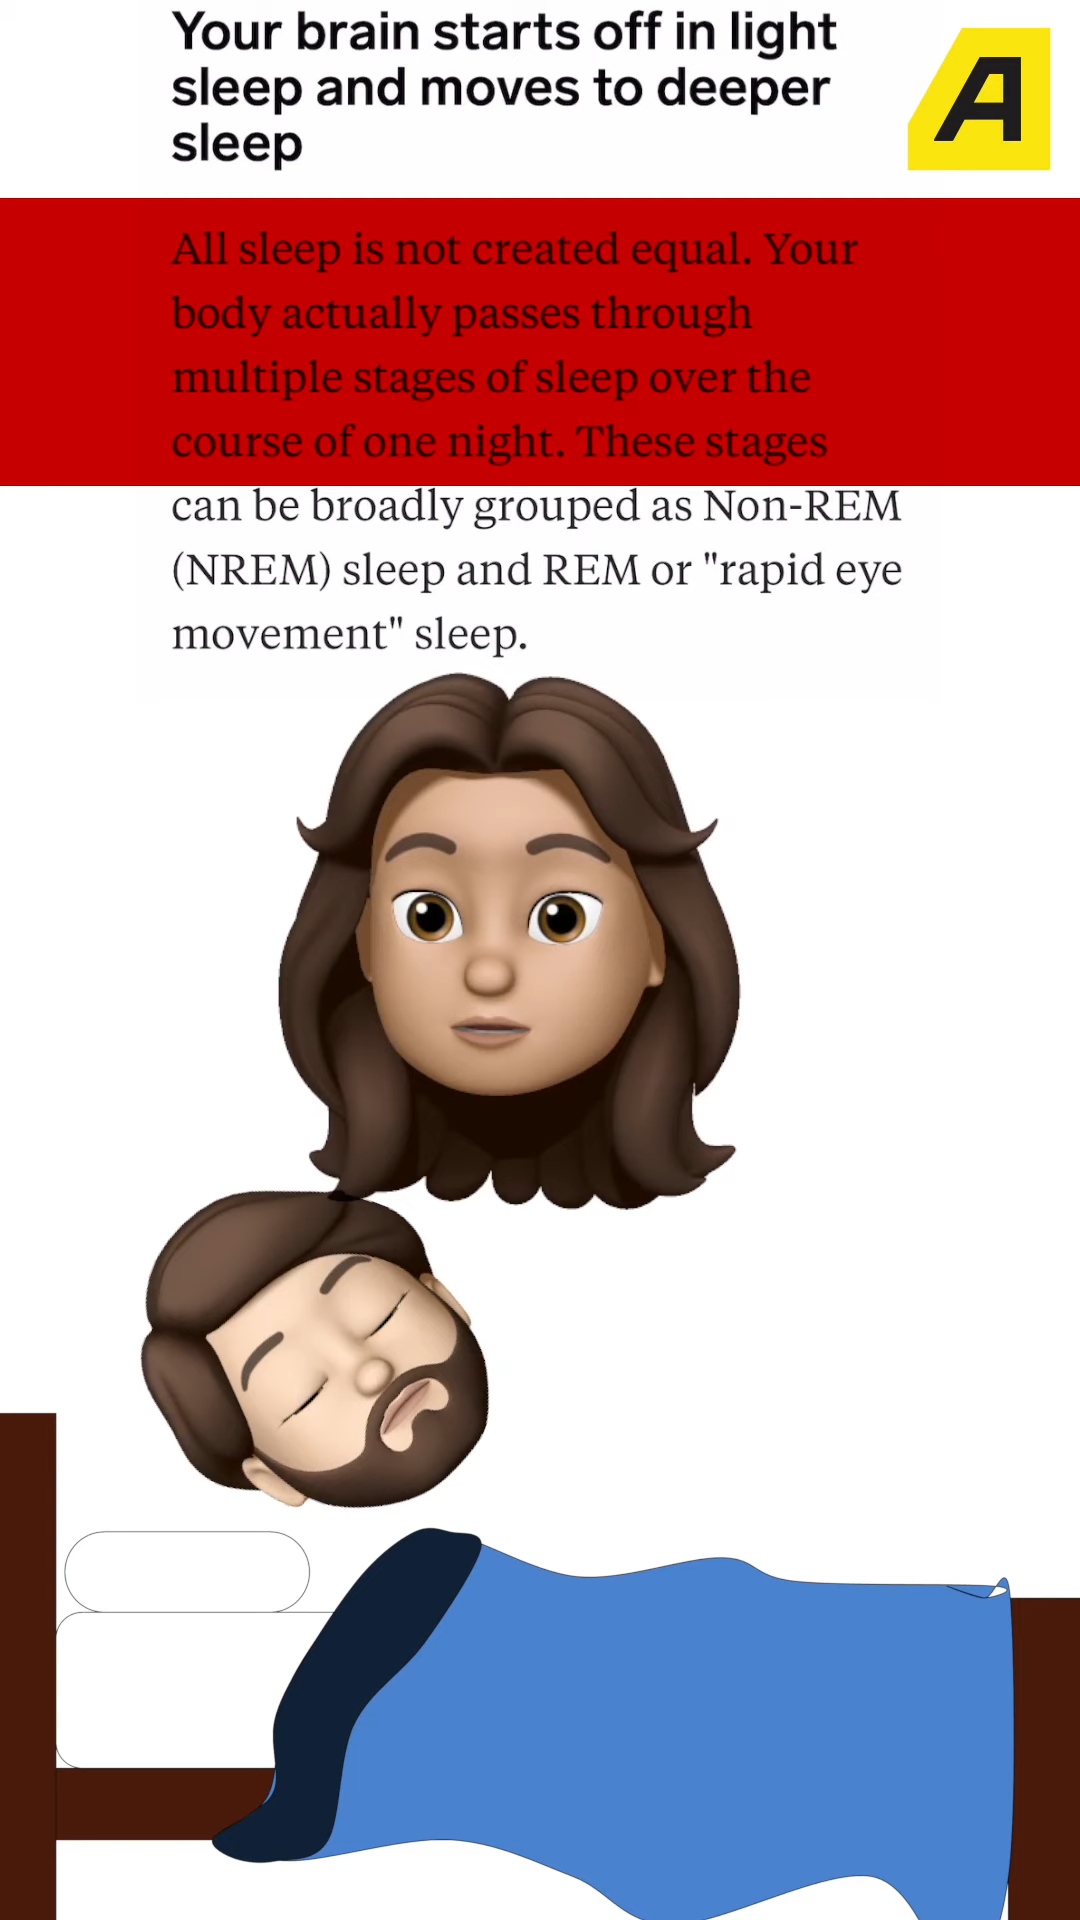 Your brain starts off in light
sleep and moves to deeper
sleep
A
All sleep is not created equal. Your
body actually passes through
multiple stages of sleep over the
course of one night. These stages
can be broadly grouped as Non-REM
(NREM) sleep and REM or "rapid eye
movement" sleep.